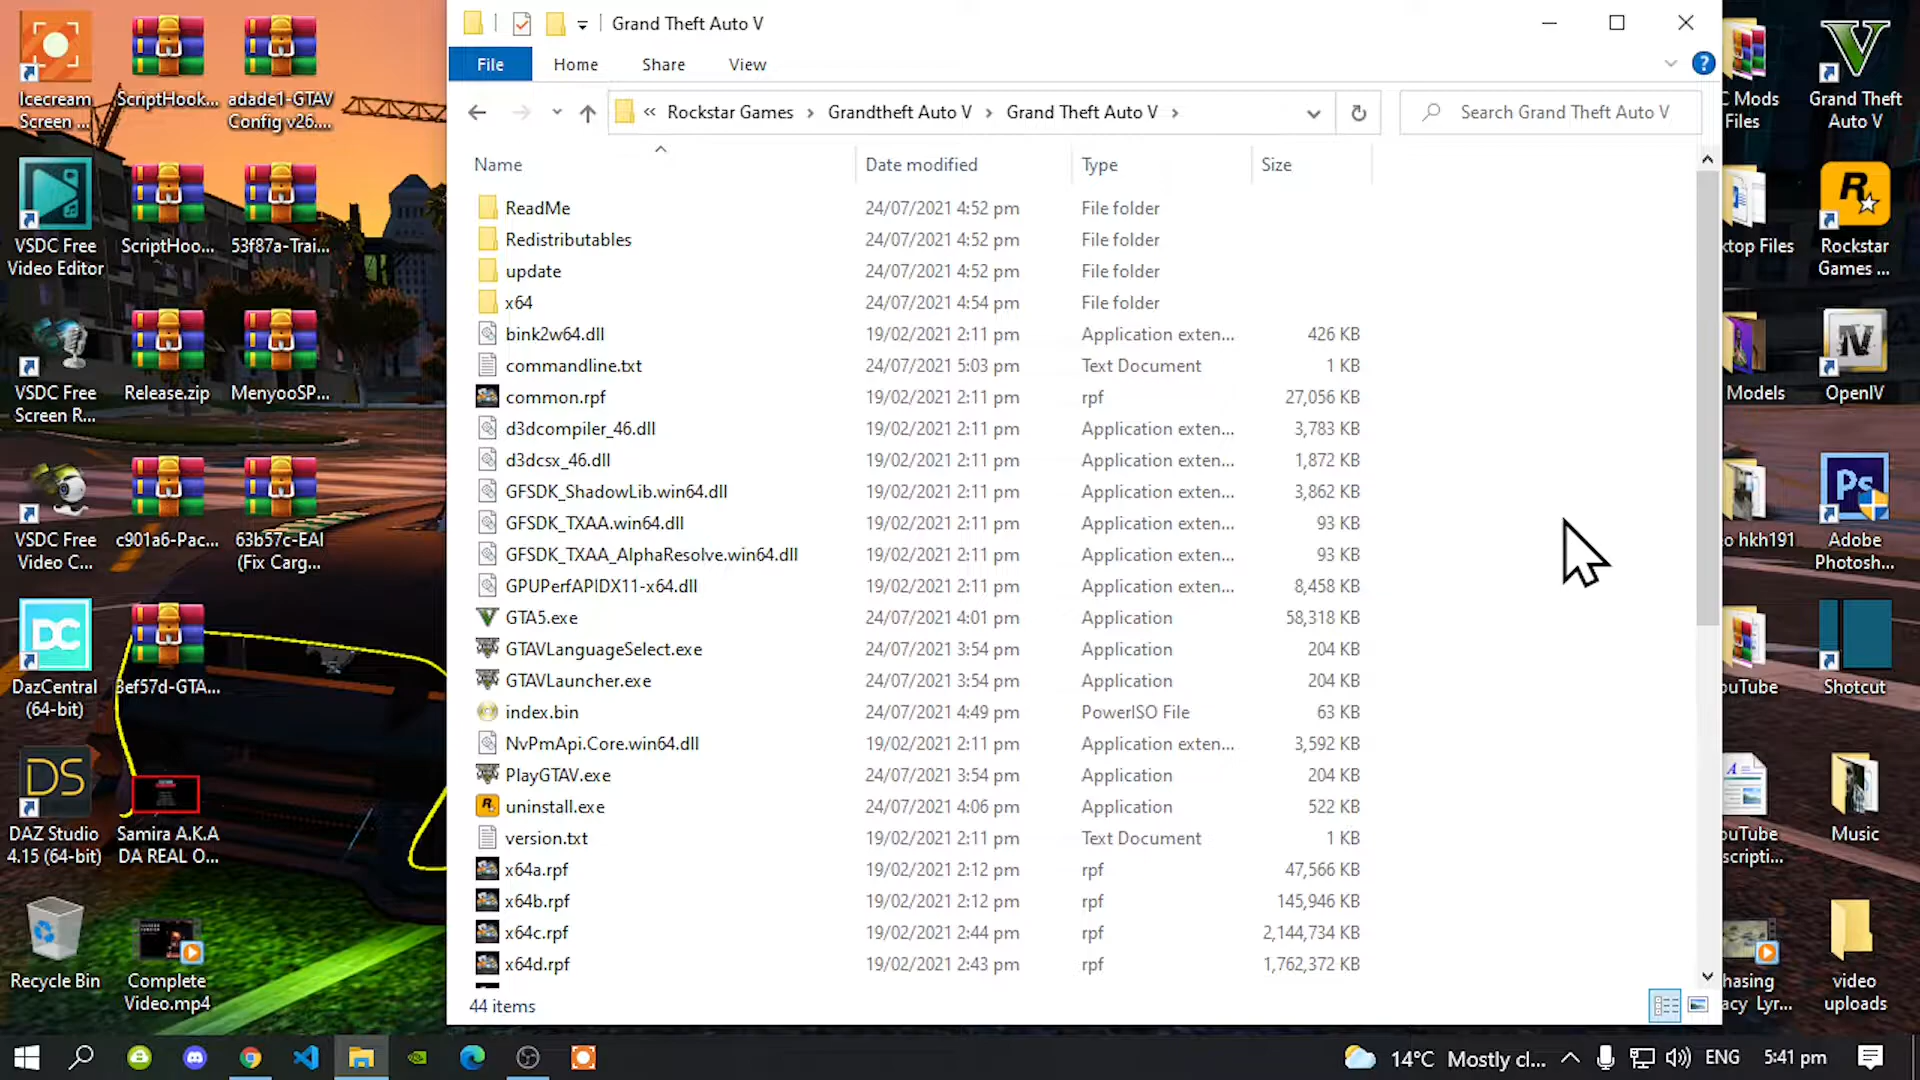 Grand Theft Auto V
File Home Share View
« Rockstar Games › Grandtheft Auto V › Grand Theft Auto V ›
Search Grand Theft Auto V
Name Date modified Type Size
ReadMe 24/07/2021 4:52 pm File folder
Redistributables 24/07/2021 4:52 pm File folder
update 24/07/2021 4:52 pm File folder
x64 24/07/2021 4:54 pm File folder
bink2w64.dll 19/02/2021 2:11 pm Application exten... 426 KB
commandline.txt 24/07/2021 5:03 pm Text Document 1 KB
common.rpf 19/02/2021 2:11 pm rpf 27,056 KB
d3dcompiler_46.dll 19/02/2021 2:11 pm Application exten... 3,783 KB
d3dcsx_46.dll 19/02/2021 2:11 pm Application exten... 1,872 KB
GFSDK_ShadowLib.win64.dll 19/02/2021 2:11 pm Application exten... 3,862 KB
GFSDK_TXAA.win64.dll 19/02/2021 2:11 pm Application exten... 93 KB
GFSDK_TXAA_AlphaResolve.win64.dll 19/02/2021 2:11 pm Application exten... 93 KB
GPUPerfAPIDX11-x64.dll 19/02/2021 2:11 pm Application exten... 8,458 KB
GTA5.exe 24/07/2021 4:01 pm Application 58,318 KB
GTAVLanguageSelect.exe 24/07/2021 3:54 pm Application 204 KB
GTAVLauncher.exe 24/07/2021 3:54 pm Application 204 KB
index.bin 24/07/2021 4:49 pm PowerISO File 63 KB
NvPmApi.Core.win64.dll 19/02/2021 2:11 pm Application exten... 3,592 KB
PlayGTAV.exe 24/07/2021 3:54 pm Application 204 KB
uninstall.exe 24/07/2021 4:06 pm Application 522 KB
version.txt 19/02/2021 2:11 pm Text Document 1 KB
x64a.rpf 19/02/2021 2:12 pm rpf 47,566 KB
x64b.rpf 19/02/2021 2:12 pm rpf 145,946 KB
x64c.rpf 19/02/2021 2:44 pm rpf 2,144,734 KB
x64d.rpf 19/02/2021 2:43 pm rpf 1,762,372 KB
44 items
Icecream
Screen ...
ScriptHook...
adade1-GTAV
Config v26....
VSDC Free
Video Editor
ScriptHoo...
53f87a-Trai...
VSDC Free
Screen R...
Release.zip
MenyooSP...
VSDC Free
Video C...
c901a6-Pac...
63b57c-EAI
(Fix Carg...
DC
DazCentral
(64-bit)
3ef57d-GTA...
DS
DAZ Studio
4.15 (64-bit)
Samira A.K.A
DA REAL O...
Recycle Bin
Complete
Video.mp4
C Mods
Files
Grand Theft
Auto V
ktop Files
Rockstar
Games ...
Models
IV
OpenIV
o hkh191
Ps
Adobe
Photosh...
ouTube
Shotcut
ouTube
scripti...
Music
hasing
acy Lyr...
video
uploads
14°C Mostly cl... ENG 5:41 pm